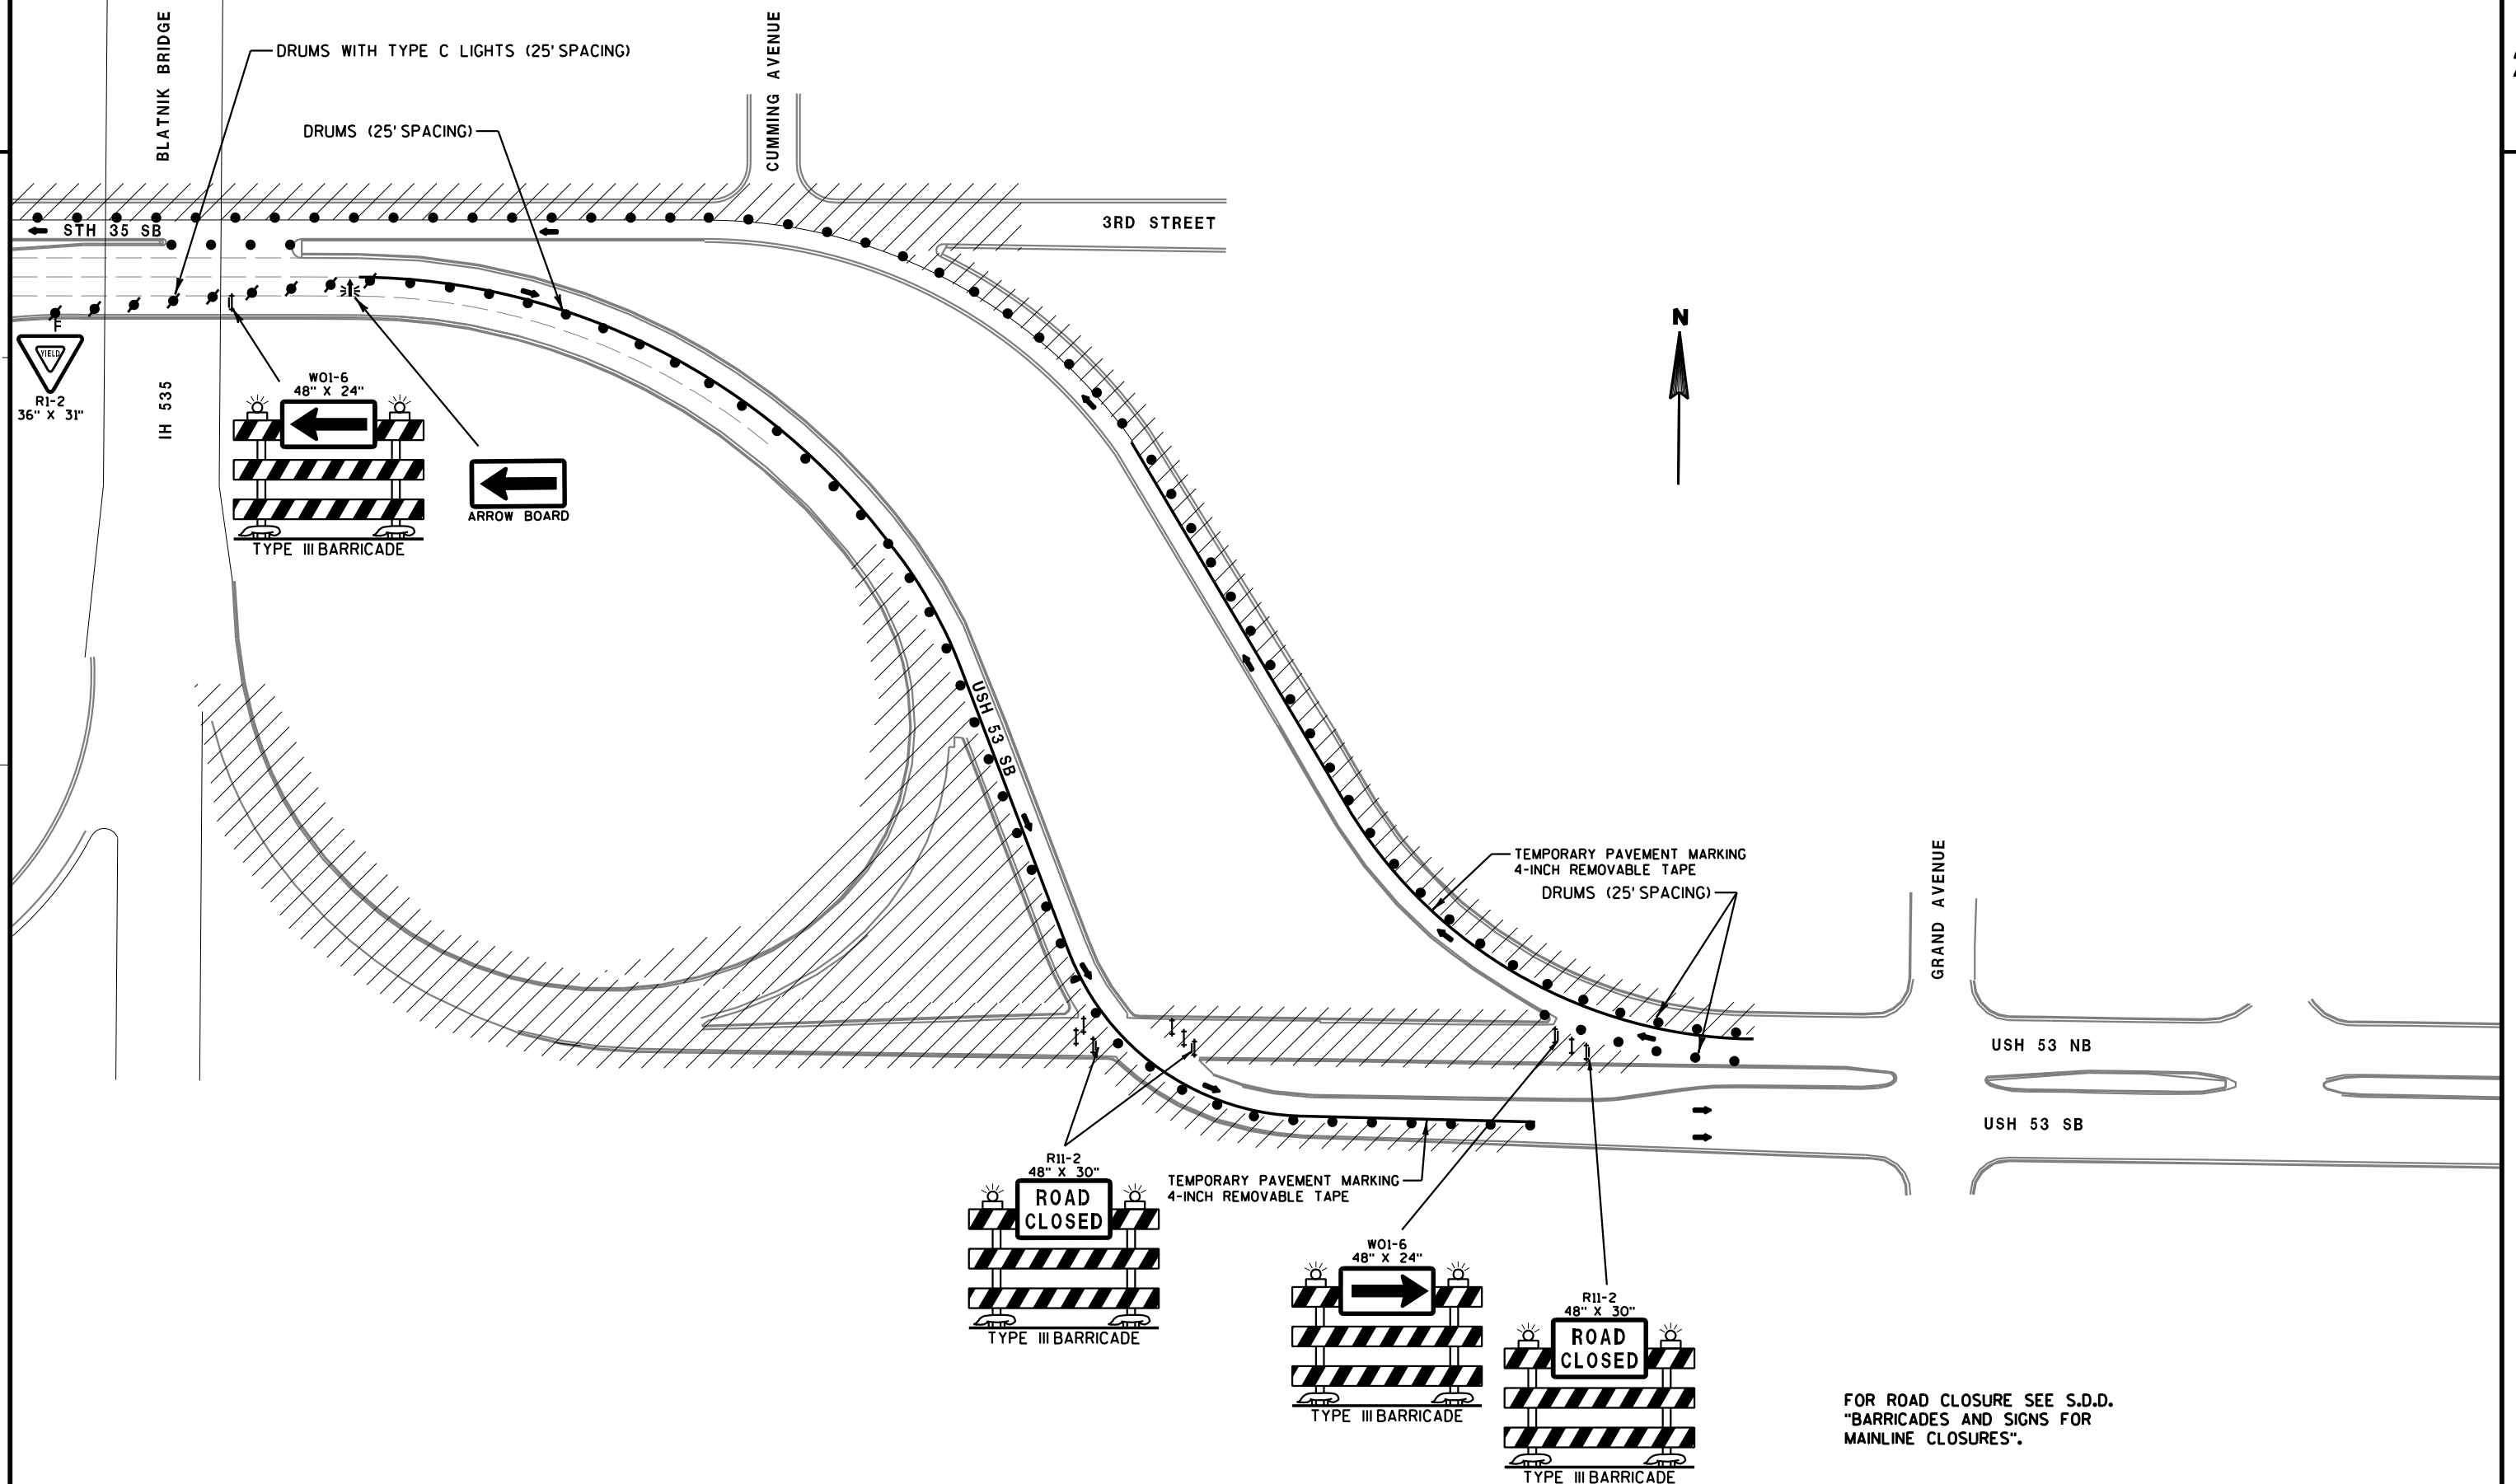 BLATNIK BRIDGE
DRUMS WITH TYPE C LIGHTS (25' SPACING)
CUMMING AVENUE
DRUMS (25' SPACING)
STH 35 SB
3RD STREET
N
YIELD
R1-2
36" X 31"
IH 535
W01-6
48" X 24"
TYPE III BARRICADE
ARROW BOARD
USH 53 SB
TEMPORARY PAVEMENT MARKING
4-INCH REMOVABLE TAPE
DRUMS (25' SPACING)
GRAND AVENUE
USH 53 NB
USH 53 SB
R11-2
48" X 30"
ROAD
CLOSED
TYPE III BARRICADE
TEMPORARY PAVEMENT MARKING
4-INCH REMOVABLE TAPE
W01-6
48" X 24"
TYPE III BARRICADE
R11-2
48" X 30"
ROAD
CLOSED
TYPE III BARRICADE
FOR ROAD CLOSURE SEE S.D.D.
"BARRICADES AND SIGNS FOR
MAINLINE CLOSURES".